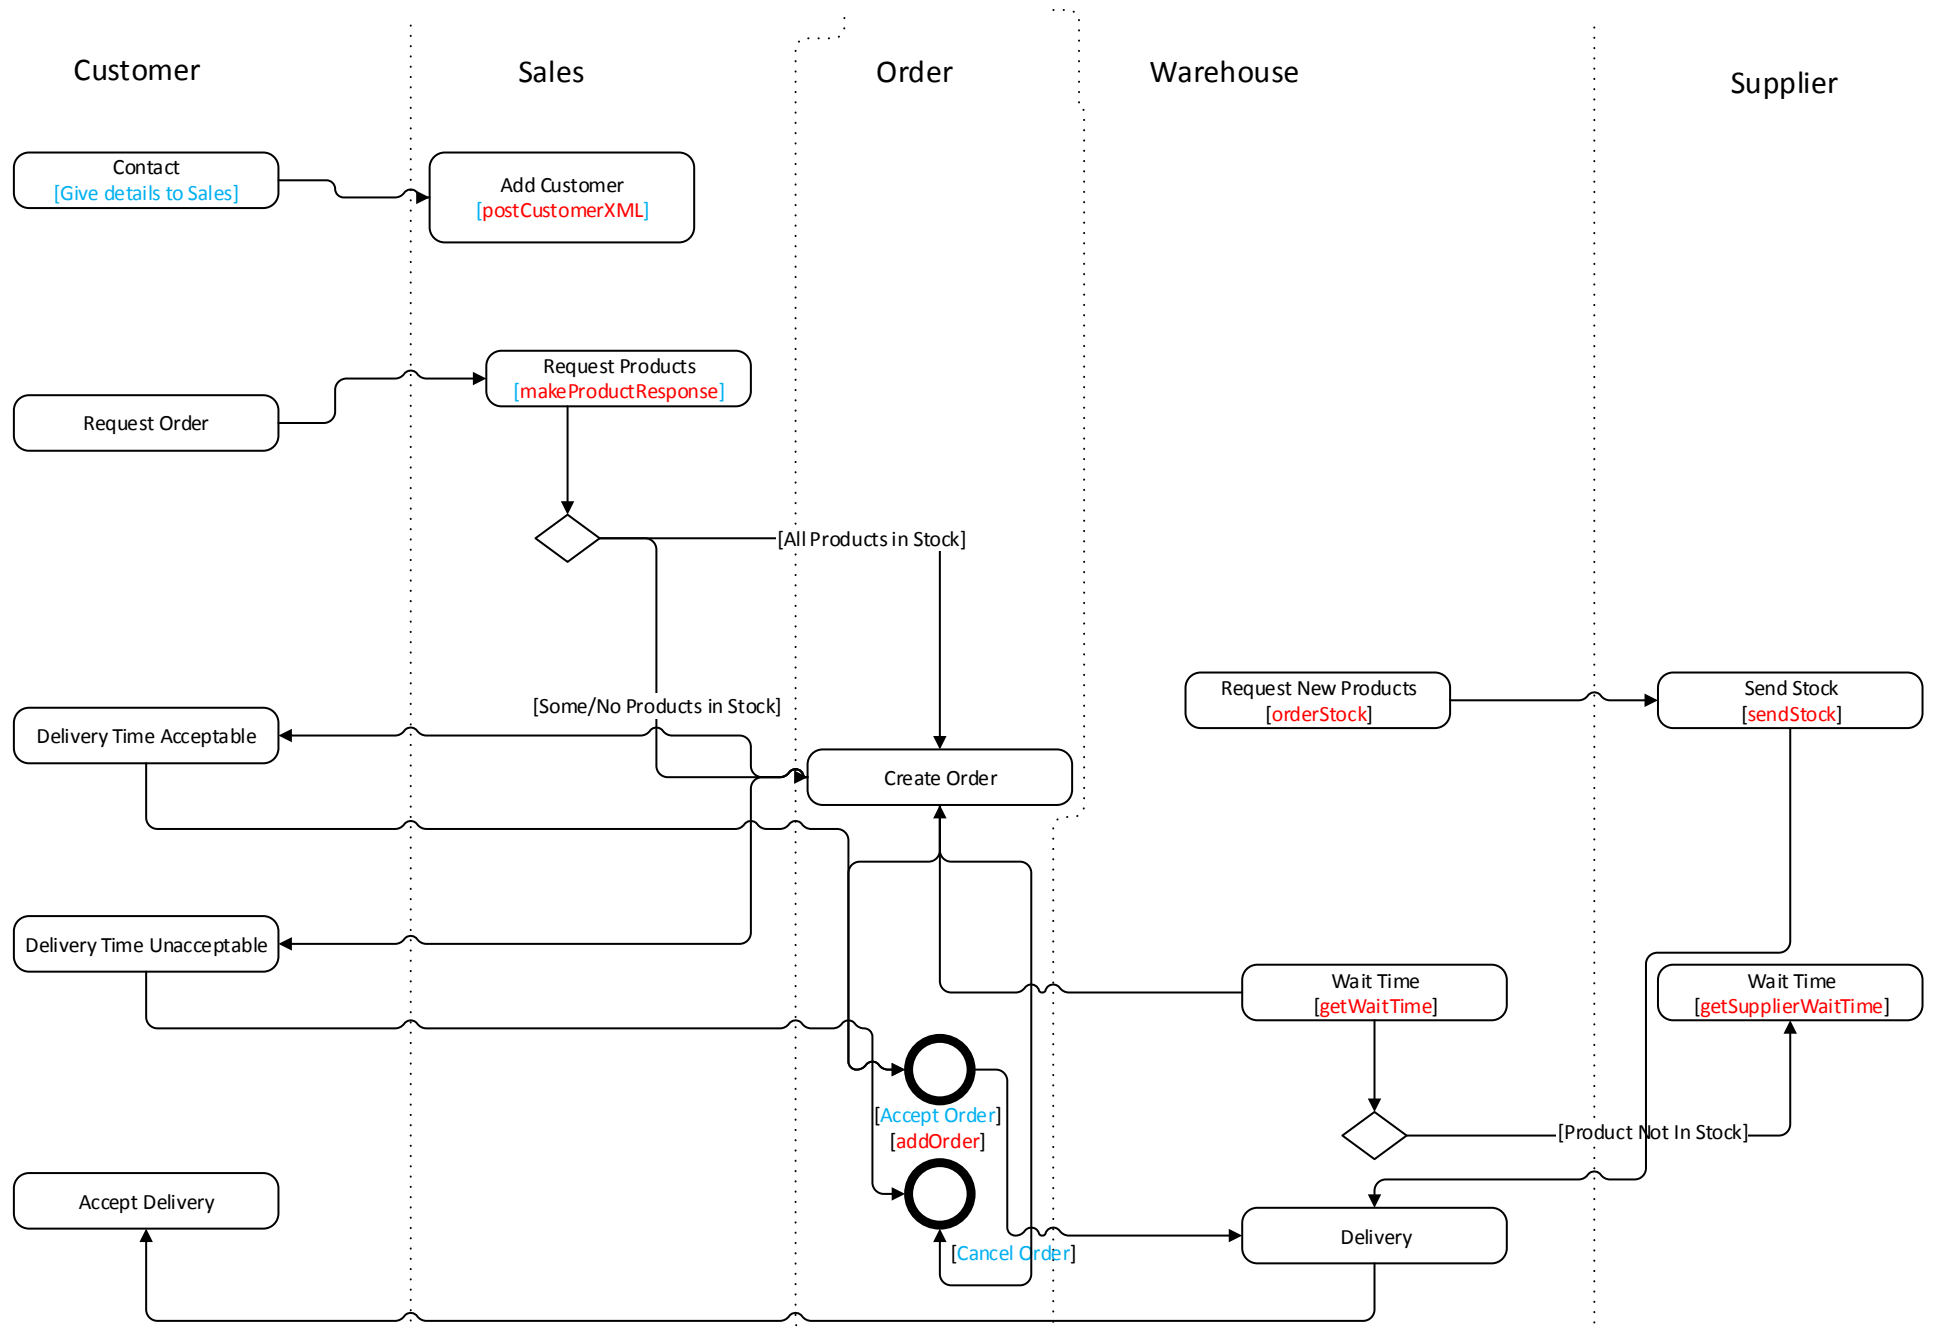 Customer
Sales
Order
Warehouse
Supplier
Contact
[Give details to Sales]
Add Customer
[postCustomerXML]
Request Products
[makeProductResponse]
Request Order
[All Products in Stock]
Request New Products
[orderStock]
Send Stock
[sendStock]
[Some/No Products in Stock]
Delivery Time Acceptable
Create Order
Delivery Time Unacceptable
Wait Time
[getWaitTime]
Wait Time
[getSupplierWaitTime]
[Accept Order]
[addOrder]
[Product Not In Stock]
Accept Delivery
Delivery
[Cancel Order]